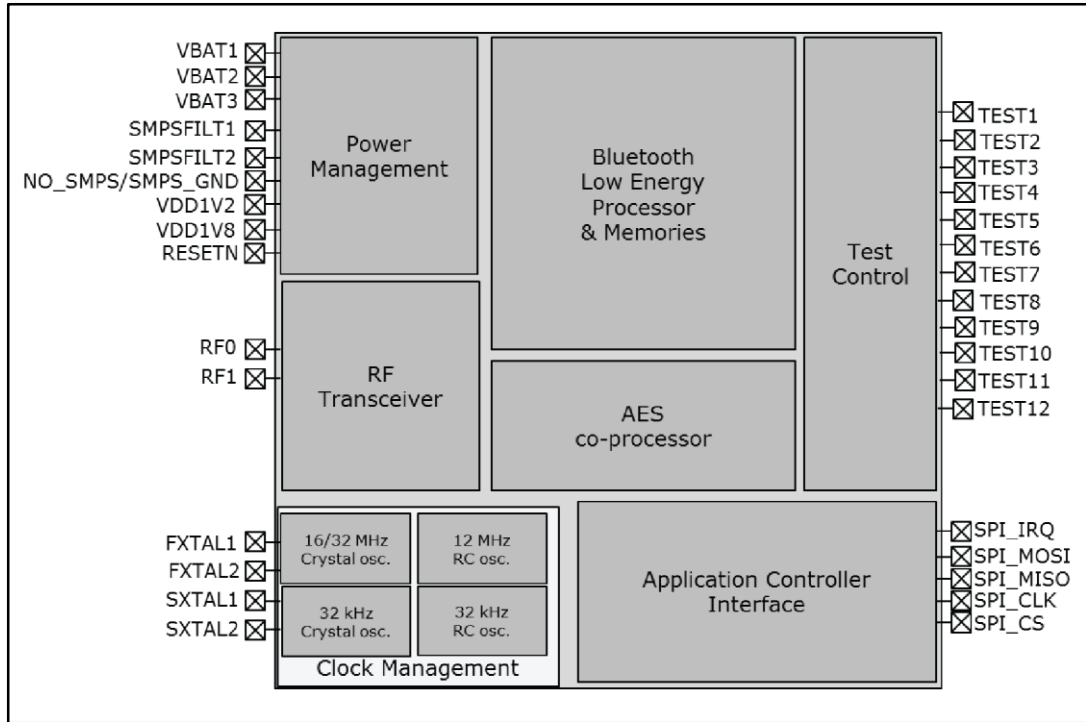 VBAT1
VBAT2
VBAT3
SMPSFILT1
SMPSFILT2
NO_SMPS/SMPS_GND
VDD1V2
VDD1V8
RESETN
RF0
RF1
FXTAL1
FXTAL2
SXTAL1
SXTAL2
Power
Management
RF
Transceiver
16/32 MHz
Crystal osc.
12 MHz
RC osc.
32 kHz
Crystal osc.
32 kHz
RC osc.
Clock Management
Bluetooth
Low Energy
Processor
& Memories
AES
co-processor
Test
Control
Application Controller
Interface
TEST1
TEST2
TEST3
TEST4
TEST5
TEST6
TEST7
TEST8
TEST9
TEST10
TEST11
TEST12
SPI_IRQ
SPI_MOSI
SPI_MISO
SPI_CLK
SPI_CS